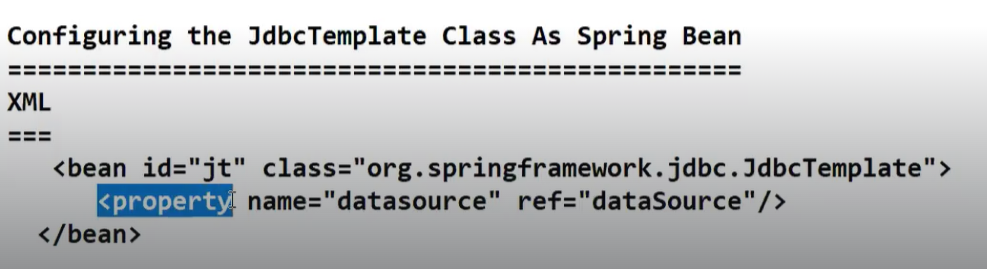 Configuring the JdbcTemplate Class As Spring Bean
=================================================
XML
===
<bean id="jt" class="org.springframework.jdbc.JdbcTemplate">
<property name="datasource" ref="dataSource"/>
</bean>